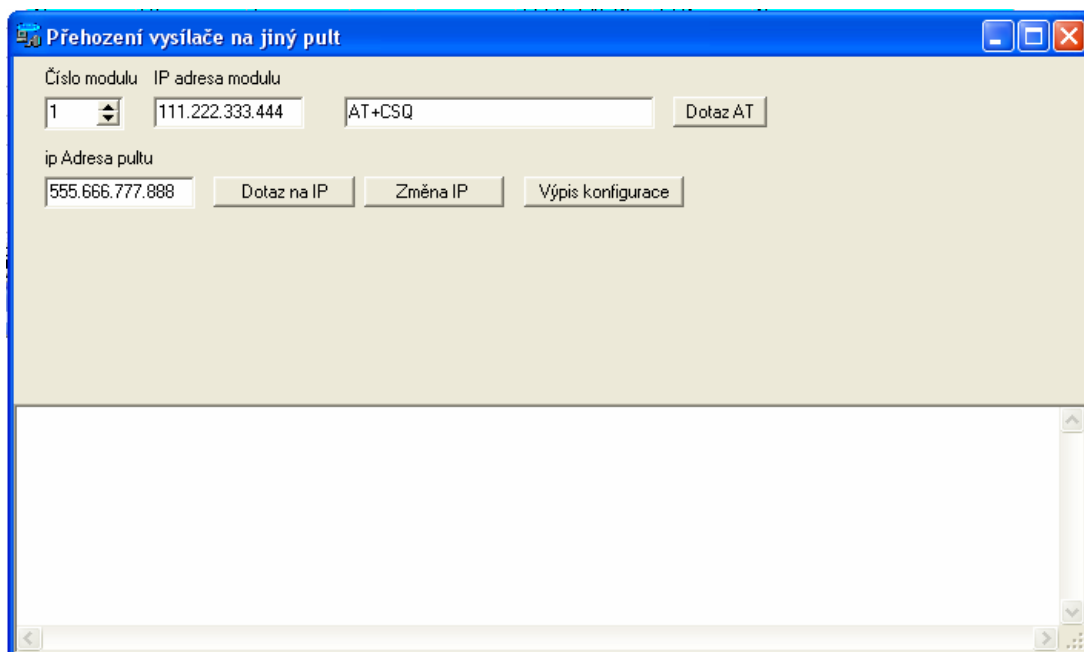 Přehození vysílače na jiný pult
Číslo modulu IP adresa modulu
1 111.222.333.444 AT+CSQ Dotaz AT
ip Adresa pultu
555.666.777.888 Dotaz na IP Změna IP Výpis konfigurace